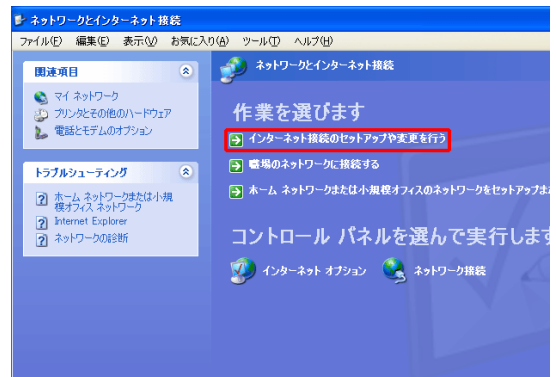 ネットワークとインターネット接続
ファイル(F) 編集(E) 表示(V) お気に入り(A) ツール(T) ヘルプ(H)
関連項目
マイ ネットワーク
プリンタとその他のハードウェア
電話とモデムのオプション
トラブルシューティング
ホーム ネットワークまたは小規
模オフィス ネットワーク
Internet Explorer
ネットワークの診断
ネットワークとインターネット接続
作業を選びます
インターネット接続のセットアップや変更を行う
職場のネットワークに接続する
ホーム ネットワークまたは小規模オフィスのネットワークをセットアップま
コントロール パネルを選んで実行します
インターネット オプション ネットワーク接続